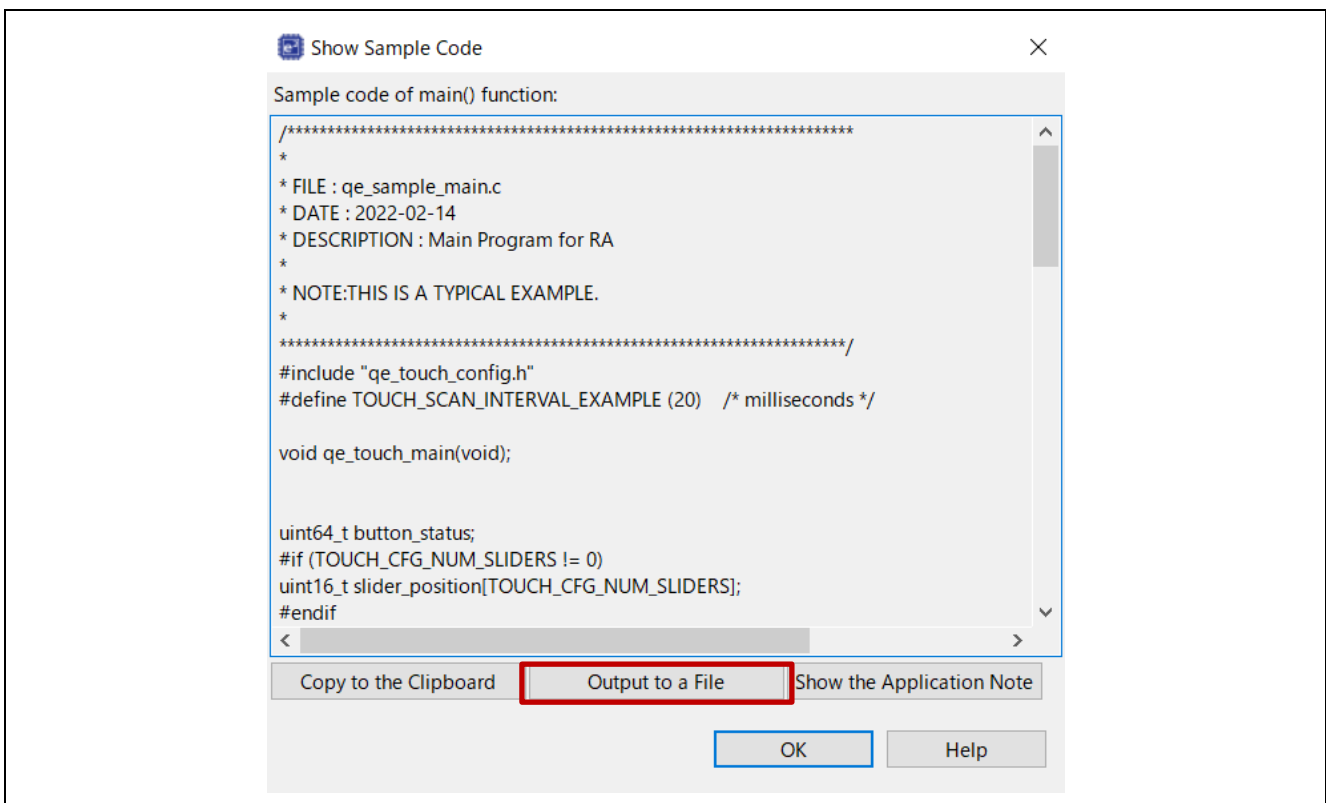 Show Sample Code
Sample code of main() function:
/***********************************************************************
*
* FILE : qe_sample_main.c
* DATE : 2022-02-14
* DESCRIPTION : Main Program for RA
*
* NOTE:THIS IS A TYPICAL EXAMPLE.
*
***********************************************************************/
#include "qe_touch_config.h"
#define TOUCH_SCAN_INTERVAL_EXAMPLE (20)    /* milliseconds */
void qe_touch_main(void);
uint64_t button_status;
#if (TOUCH_CFG_NUM_SLIDERS != 0)
uint16_t slider_position[TOUCH_CFG_NUM_SLIDERS];
#endif
Copy to the Clipboard
Output to a File
Show the Application Note
OK
Help